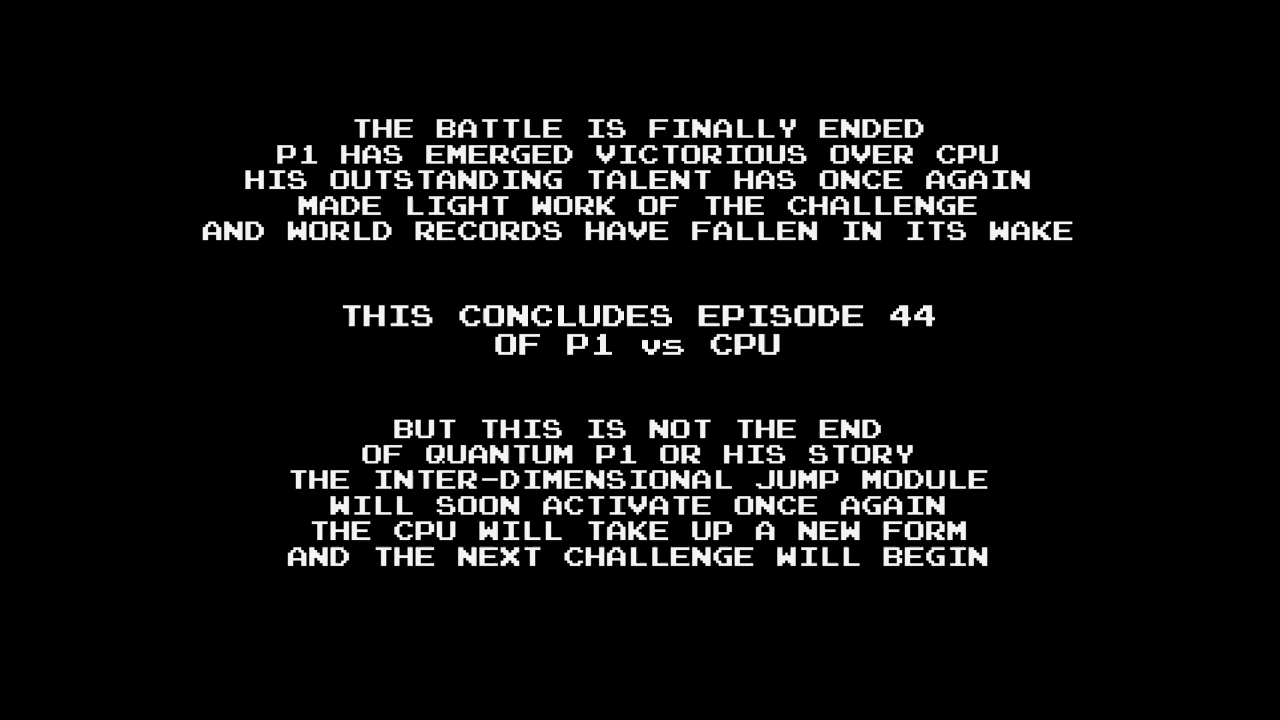 THE BATTLE IS FINALLY ENDED
P1 HAS EMERGED VICTORIOUS OVER CPU
HIS OUTSTANDING TALENT HAS ONCE AGAIN
MADE LIGHT WORK OF THE CHALLENGE
AND WORLD RECORDS HAVE FALLEN IN ITS WAKE
THIS CONCLUDES EPISODE 44
OF P1 vs CPU
BUT THIS IS NOT THE END
OF QUANTUM P1 OR HIS STORY
THE INTER-DIMENSIONAL JUMP MODULE
WILL SOON ACTIVATE ONCE AGAIN
THE CPU WILL TAKE UP A NEW FORM
AND THE NEXT CHALLENGE WILL BEGIN